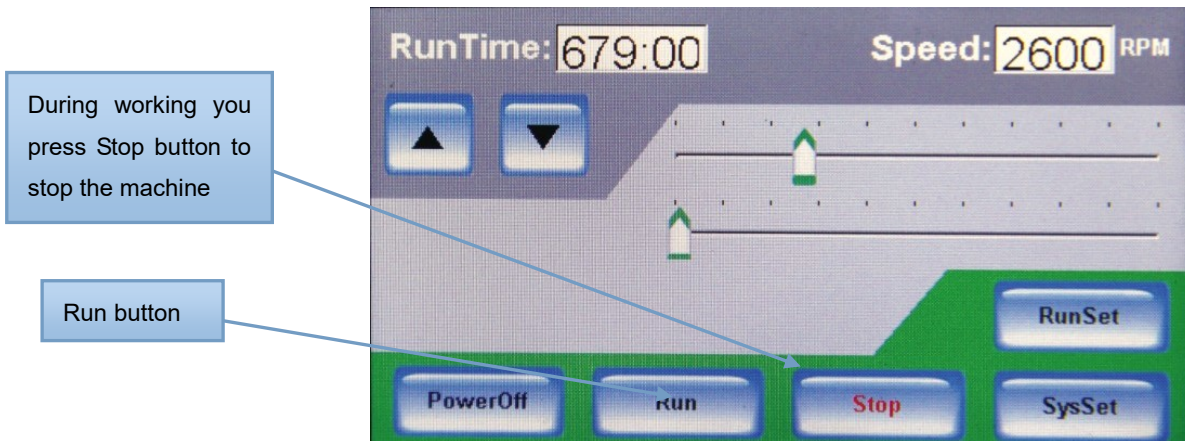 RunTime: 679:00 Speed: 2600 RPM
During working you
press Stop button to
stop the machine
Run button
RunSet
PowerOff Run Stop SysSet